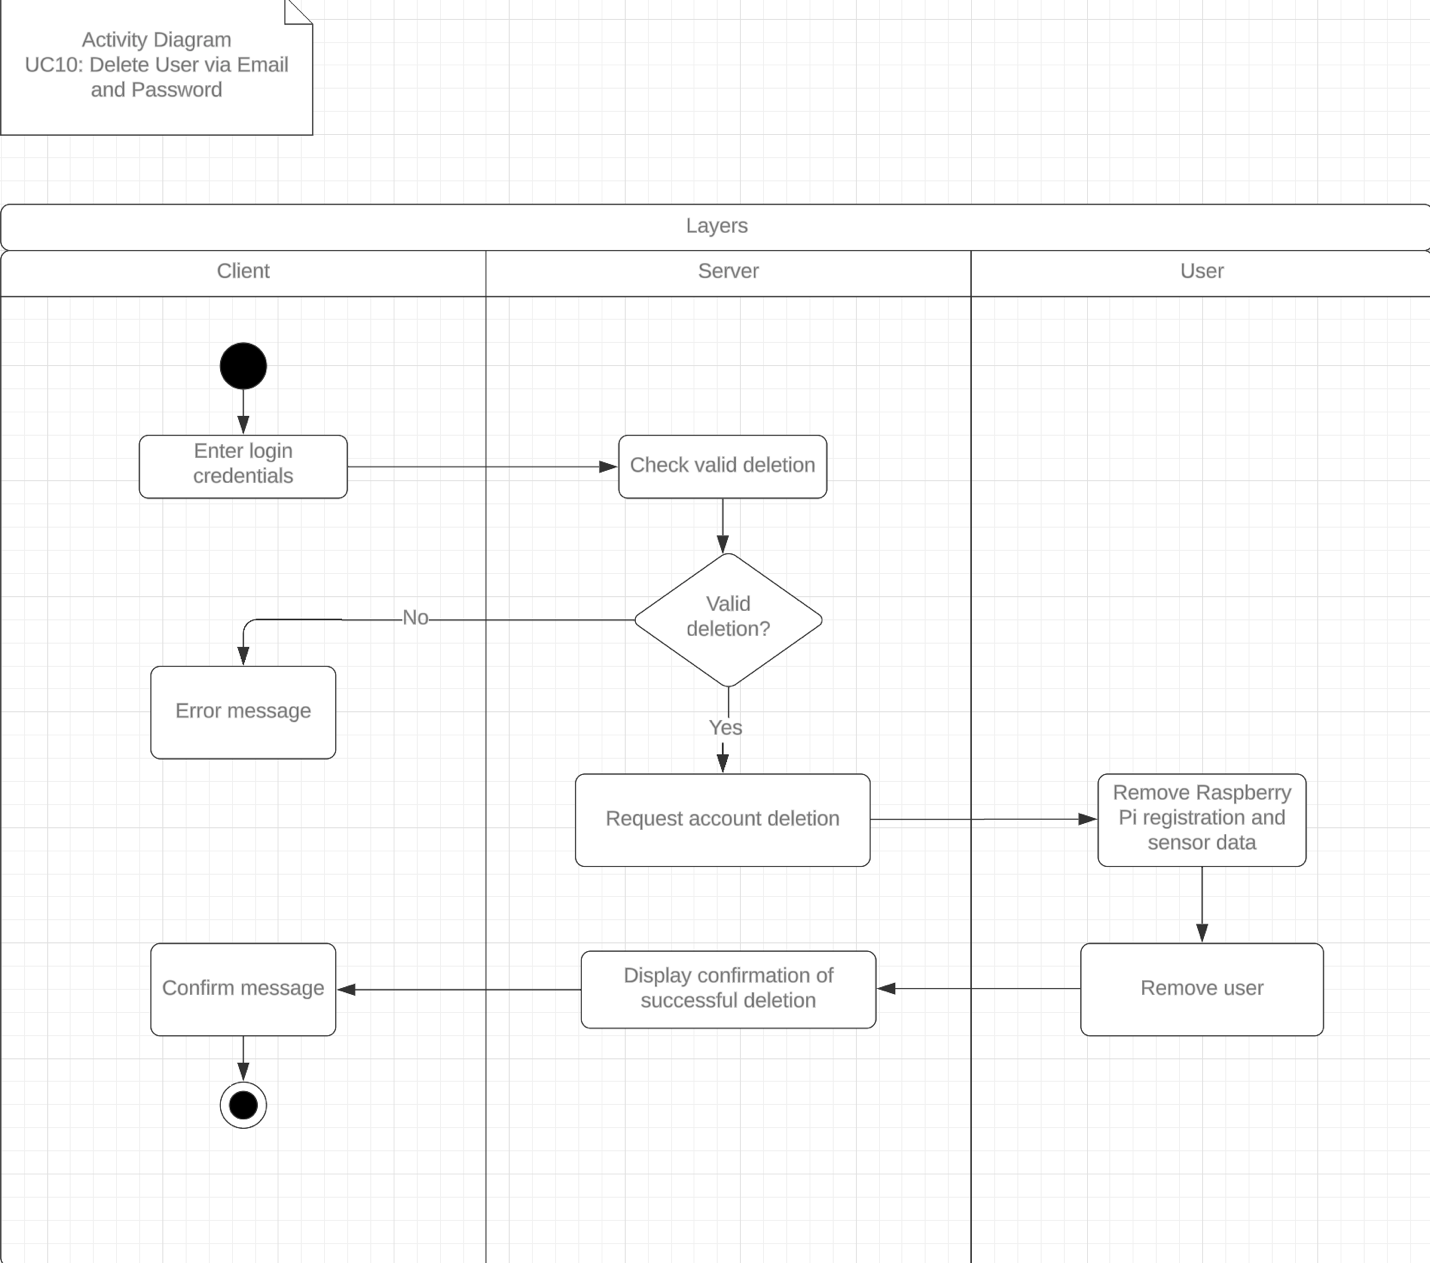 Activity Diagram
UC10: Delete User via Email
and Password
Layers
Client
Server
User
Enter login
credentials
Check valid deletion
Valid
deletion?
No
Error message
Yes
Request account deletion
Remove Raspberry
Pi registration and
sensor data
Confirm message
Display confirmation of
successful deletion
Remove user